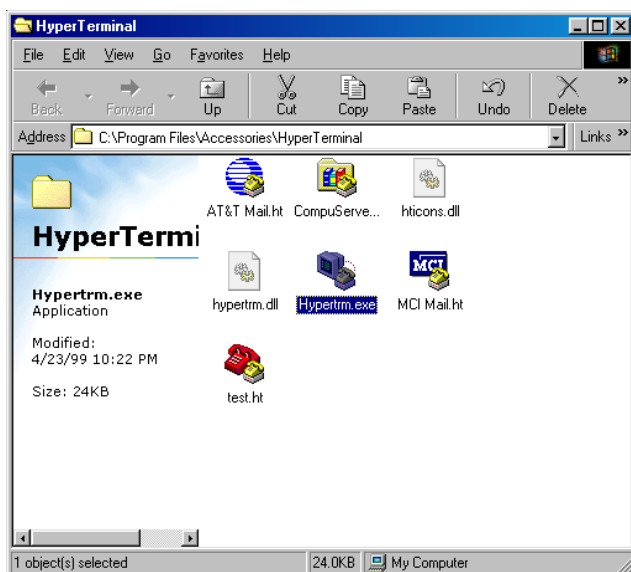 HyperTerminal
File Edit View Go Favorites Help
Back Forward Up Cut Copy Paste Undo Delete »
Address C:\Program Files\Accessories\HyperTerminal Links »
HyperTermi
Hypertrm.exe
Application
Modified:
4/23/99 10:22 PM
Size: 24KB
AT&T Mail.ht CompuServe... hticons.dll
hypertrm.dll Hypertrm.exe MCI Mail.ht
MCI
test.ht
1 object(s) selected 24.0KB My Computer